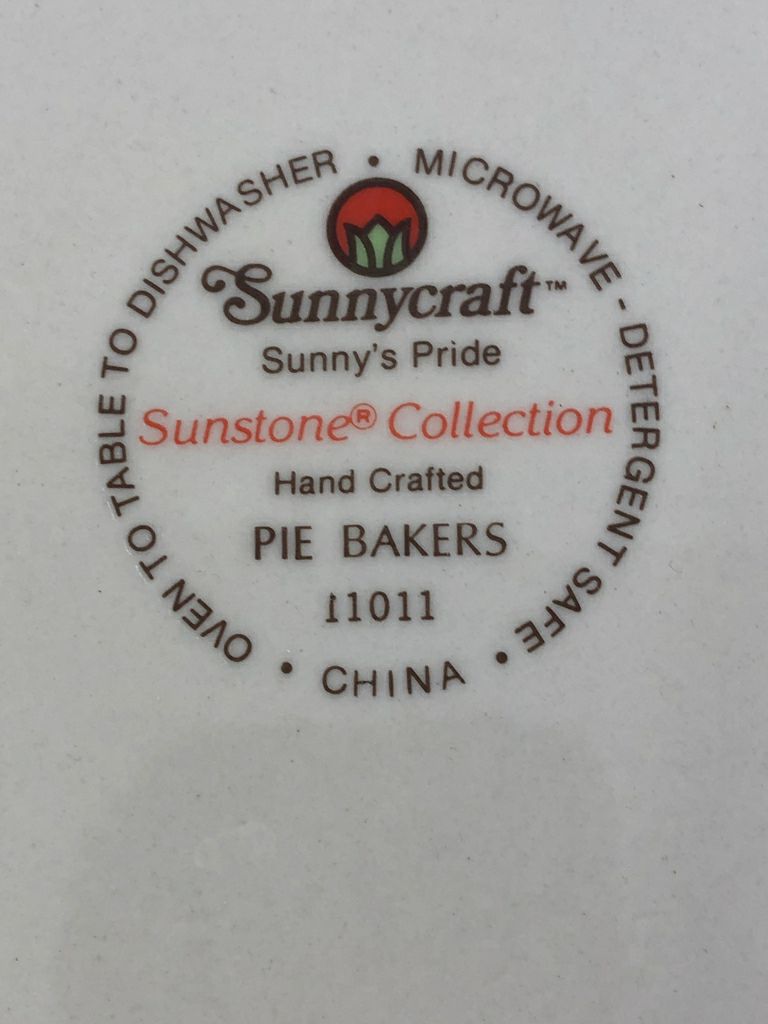 OVEN TO TABLE TO DISHWASHER • MICROWAVE - DETERGENT SAFE •
Sunnycraft™
Sunny's Pride
Sunstone® Collection
Hand Crafted
PIE BAKERS
11011
CHINA •